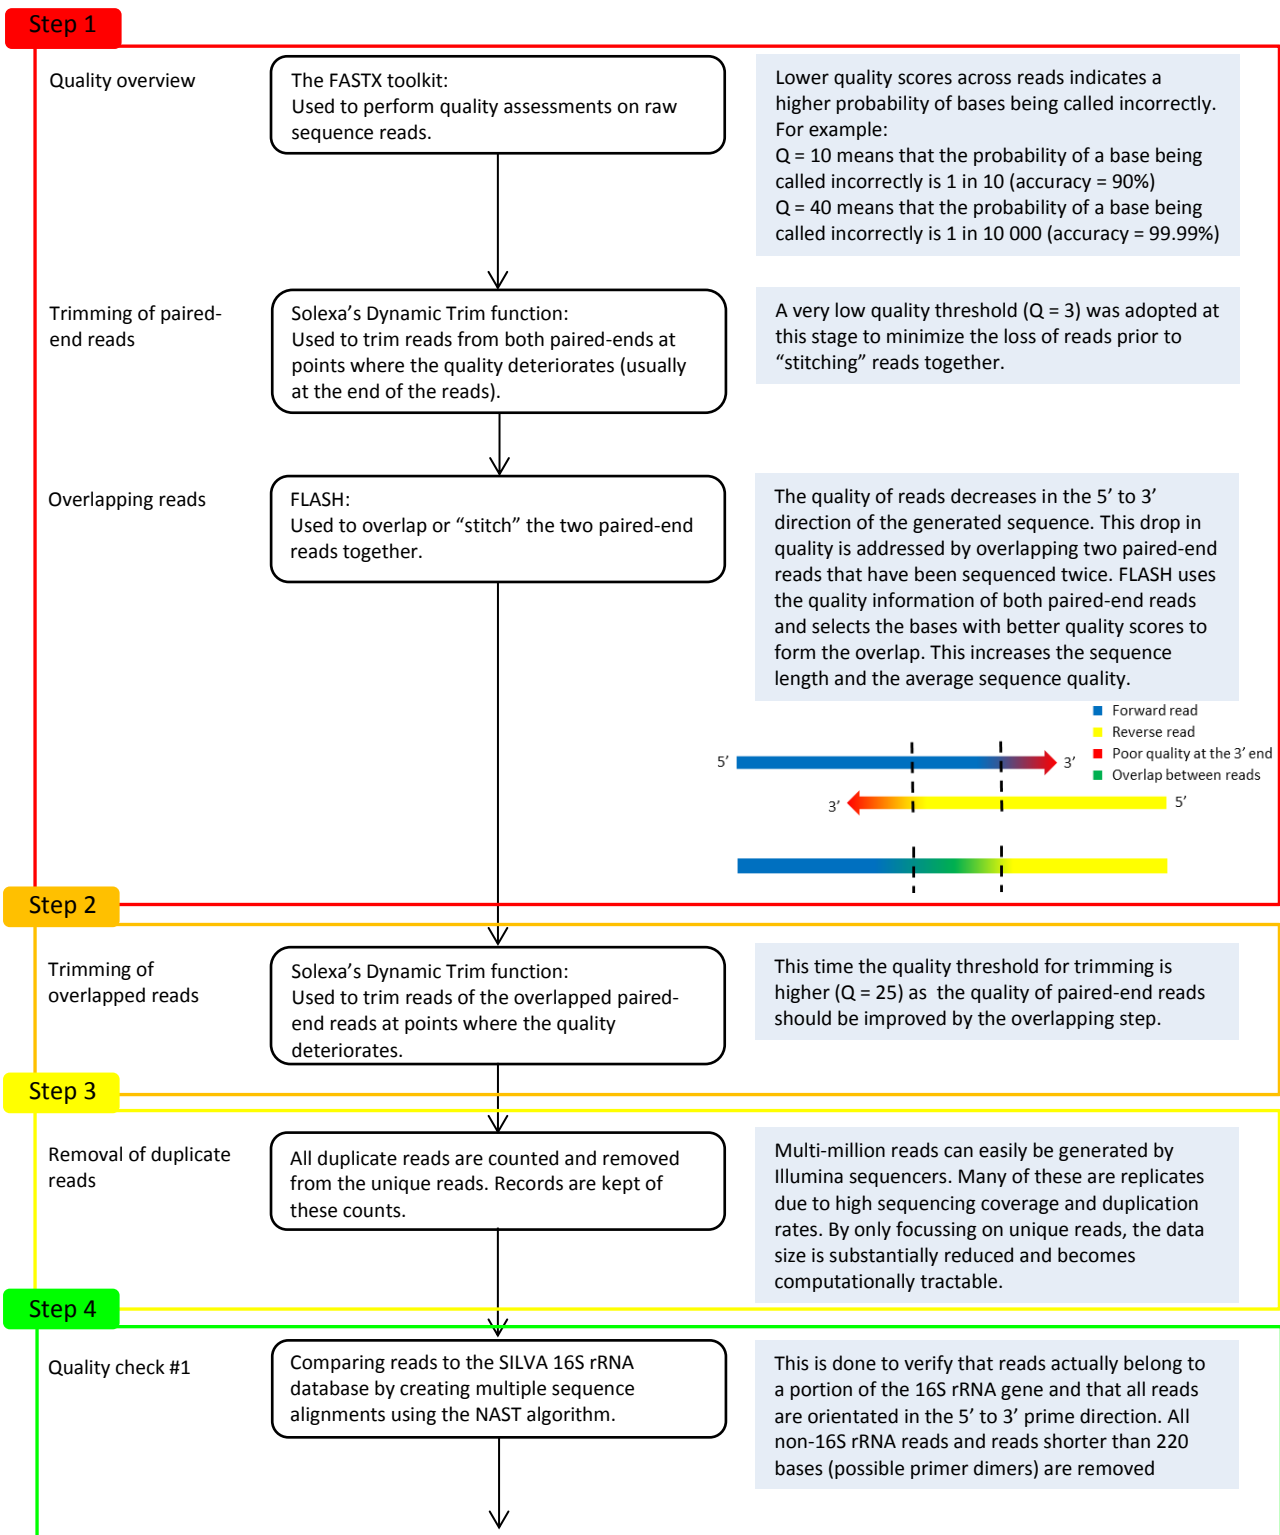 Step 1
Quality overview
The FASTX toolkit:
Used to perform quality assessments on raw
sequence reads.
Lower quality scores across reads indicates a
higher probability of bases being called incorrectly.
For example:
Q = 10 means that the probability of a base being
called incorrectly is 1 in 10 (accuracy = 90%)
Q = 40 means that the probability of a base being
called incorrectly is 1 in 10 000 (accuracy = 99.99%)
Trimming of paired-
end reads
Solexa's Dynamic Trim function:
Used to trim reads from both paired-ends at
points where the quality deteriorates (usually
at the end of the reads).
A very low quality threshold (Q = 3) was adopted at
this stage to minimize the loss of reads prior to
“stitching” reads together.
Overlapping reads
FLASH:
Used to overlap or “stitch” the two paired-end
reads together.
The quality of reads decreases in the 5’ to 3’
direction of the generated sequence. This drop in
quality is addressed by overlapping two paired-end
reads that have been sequenced twice. FLASH uses
the quality information of both paired-end reads
and selects the bases with better quality scores to
form the overlap. This increases the sequence
length and the average sequence quality.
Forward read
Reverse read
Poor quality at the 3’ end
Overlap between reads
5’
3’
3’
5’
Step 2
Trimming of
overlapped reads
Solexa’s Dynamic Trim function:
Used to trim reads of the overlapped paired-
end reads at points where the quality
deteriorates.
This time the quality threshold for trimming is
higher (Q = 25) as  the quality of paired-end reads
should be improved by the overlapping step.
Step 3
Removal of duplicate
reads
All duplicate reads are counted and removed
from the unique reads. Records are kept of
these counts.
Multi-million reads can easily be generated by
Illumina sequencers. Many of these are replicates
due to high sequencing coverage and duplication
rates. By only focussing on unique reads, the data
size is substantially reduced and becomes
computationally tractable.
Step 4
Quality check #1
Comparing reads to the SILVA 16S rRNA
database by creating multiple sequence
alignments using the NAST algorithm.
This is done to verify that reads actually belong to
a portion of the 16S rRNA gene and that all reads
are orientated in the 5’ to 3’ prime direction. All
non-16S rRNA reads and reads shorter than 220
bases (possible primer dimers) are removed